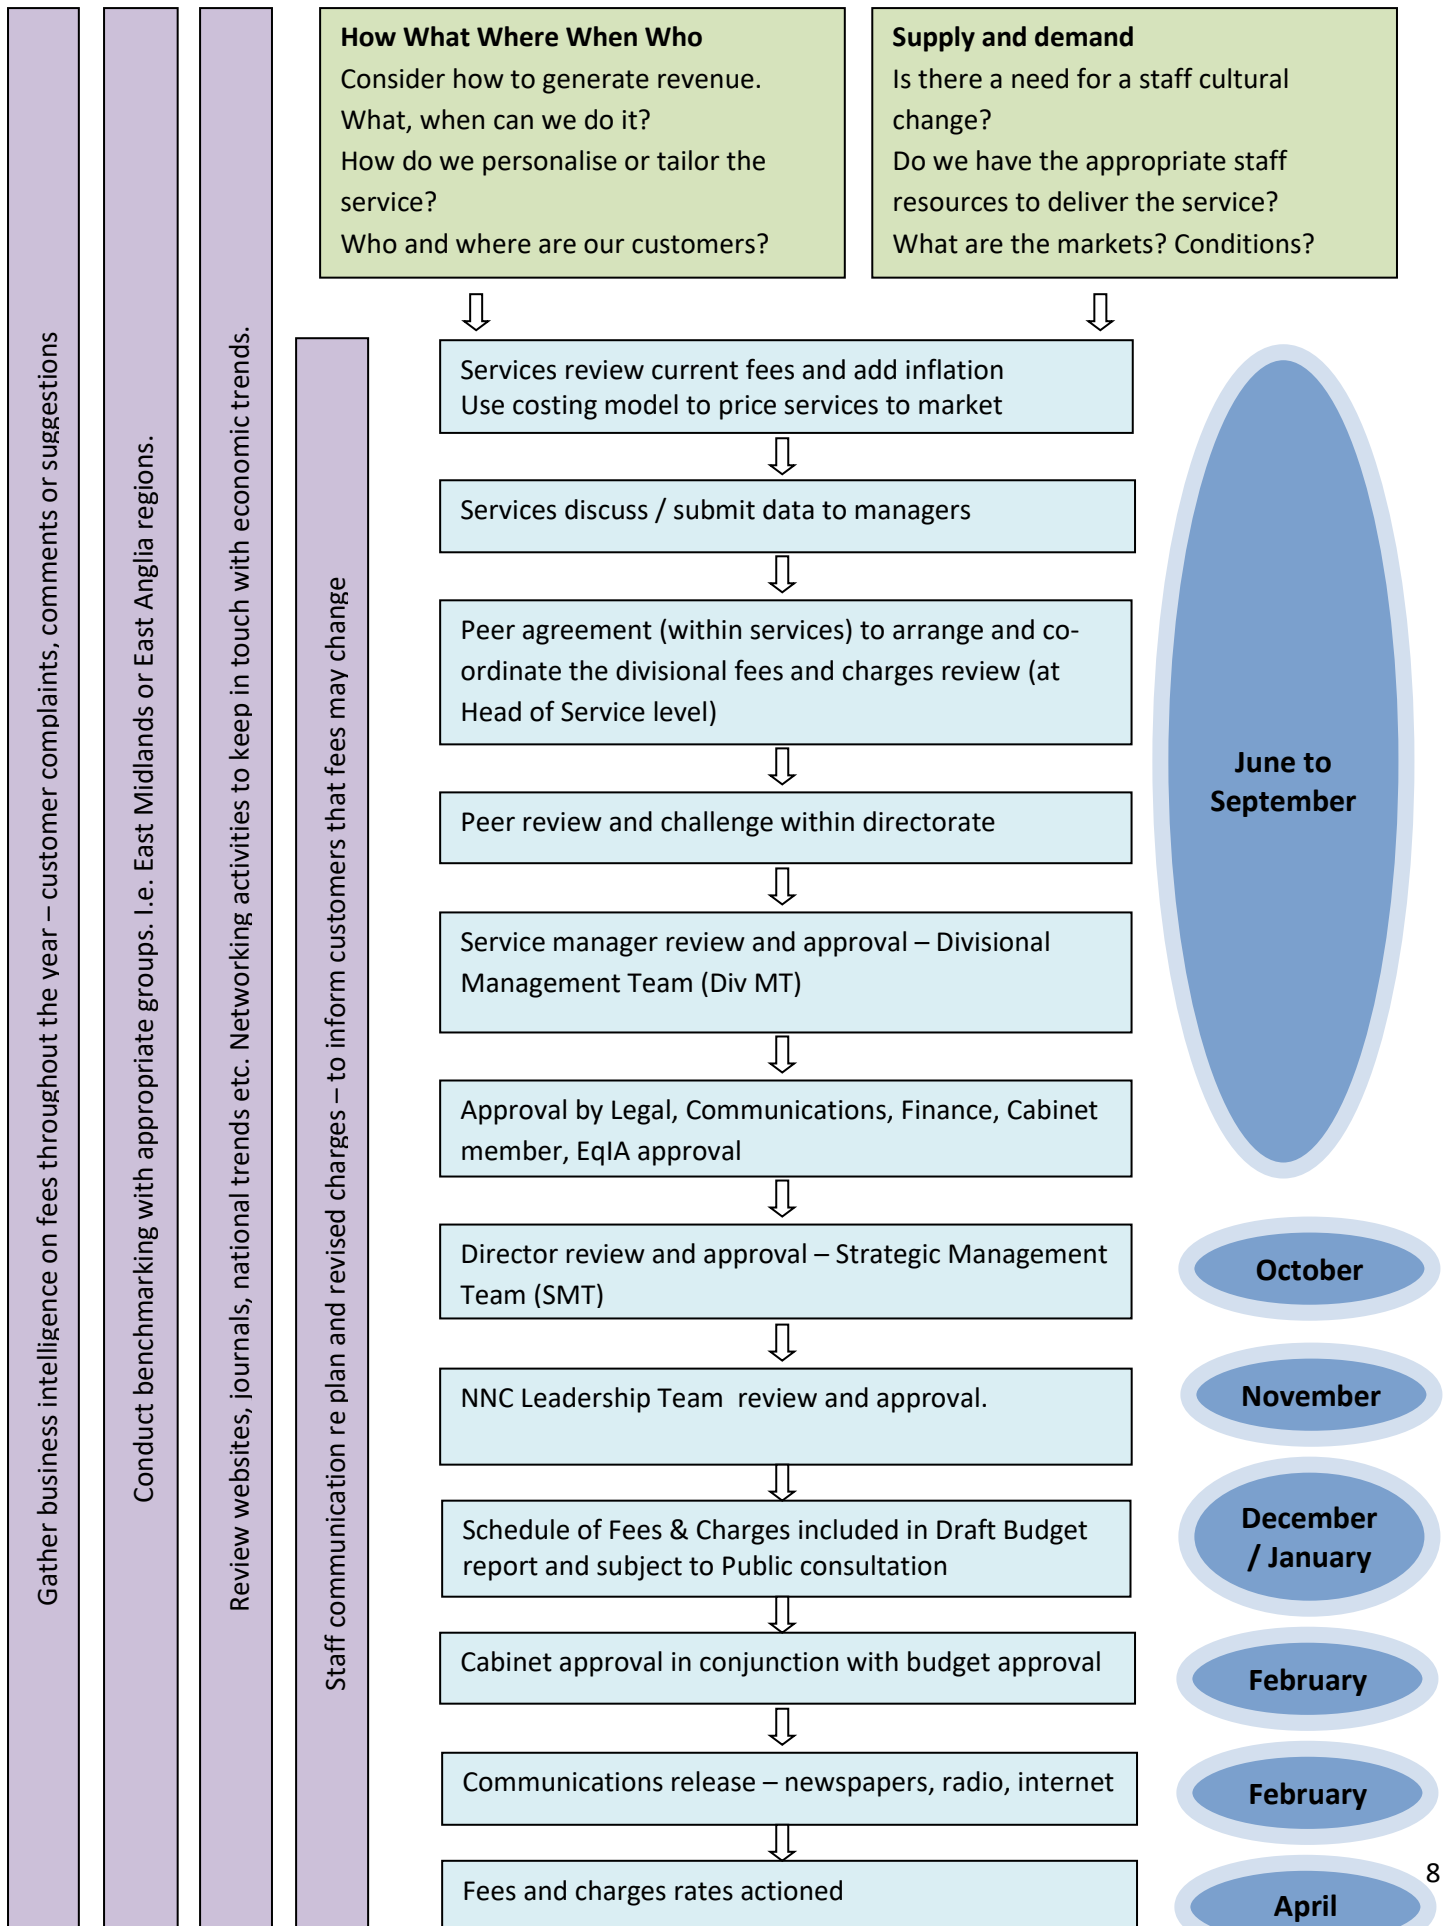 How What Where When Who
Consider how to generate revenue.
What, when can we do it?
How do we personalise or tailor the
service?
Who and where are our customers?
Supply and demand
Is there a need for a staff cultural
change?
Do we have the appropriate staff
resources to deliver the service?
What are the markets? Conditions?
Gather business intelligence on fees throughout the year – customer complaints, comments or suggestions
Conduct benchmarking with appropriate groups. I.e. East Midlands or East Anglia regions.
Review websites, journals, national trends etc. Networking activities to keep in touch with economic trends.
Staff communication re plan and revised charges – to inform customers that fees may change
Services review current fees and add inflation
Use costing model to price services to market
Services discuss / submit data to managers
Peer agreement (within services) to arrange and co-
ordinate the divisional fees and charges review (at
Head of Service level)
Peer review and challenge within directorate
Service manager review and approval – Divisional
Management Team (Div MT)
Approval by Legal, Communications, Finance, Cabinet
member, EqIA approval
June to
September
Director review and approval – Strategic Management
Team (SMT)
October
NNC Leadership Team  review and approval.
November
Schedule of Fees & Charges included in Draft Budget
report and subject to Public consultation
December
/ January
Cabinet approval in conjunction with budget approval
February
Communications release – newspapers, radio, internet
February
Fees and charges rates actioned
April
8